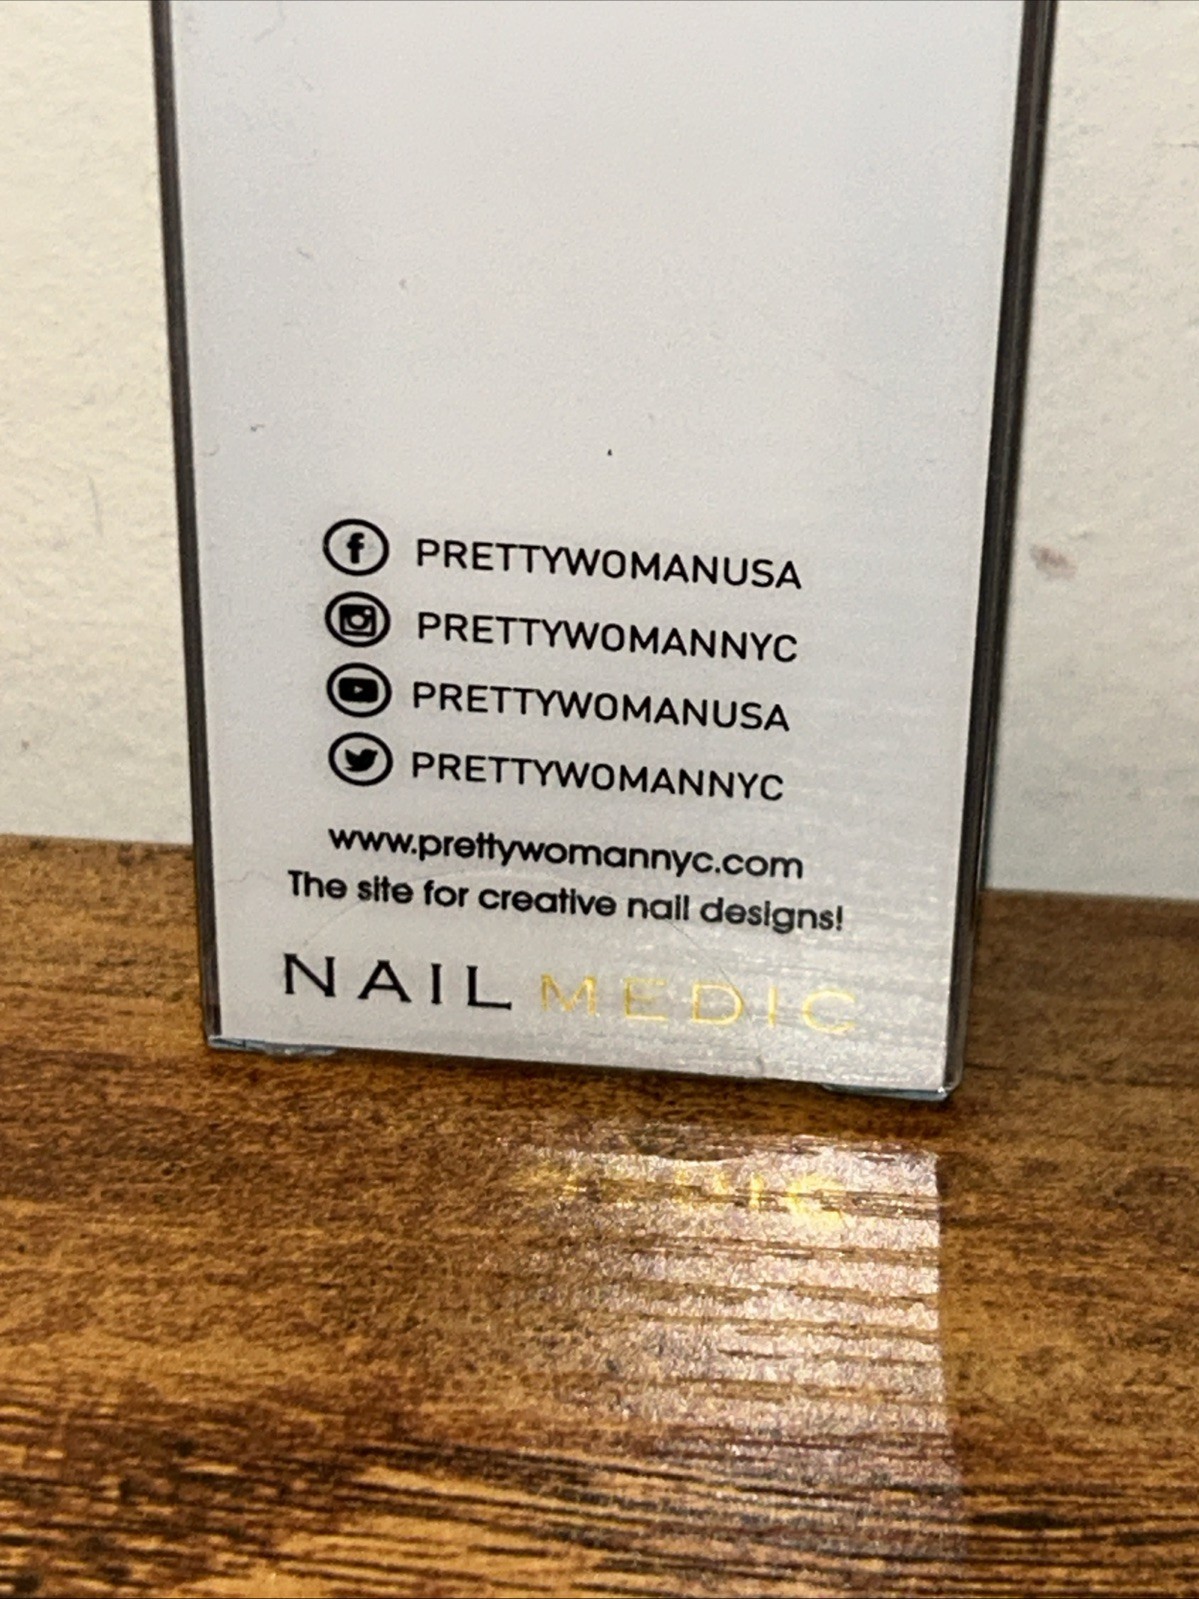 PRETTYWOMANUSA
PRETTYWOMANNYC
PRETTYWOMANUSA
PRETTYWOMANNYC
www.prettywomannyc.com
The site for creative nail designs!
NAIL MEDIC